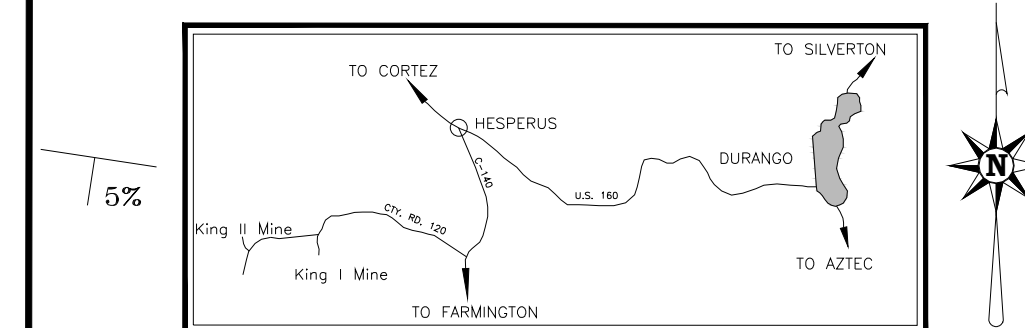 TO SILVERTON
TO CORTEZ
HESPERUS
DURANGO
C-140
U.S. 160
5%
CTY. RD. 120
King II Mine
King I Mine
TO AZTEC
TO FARMINGTON
N